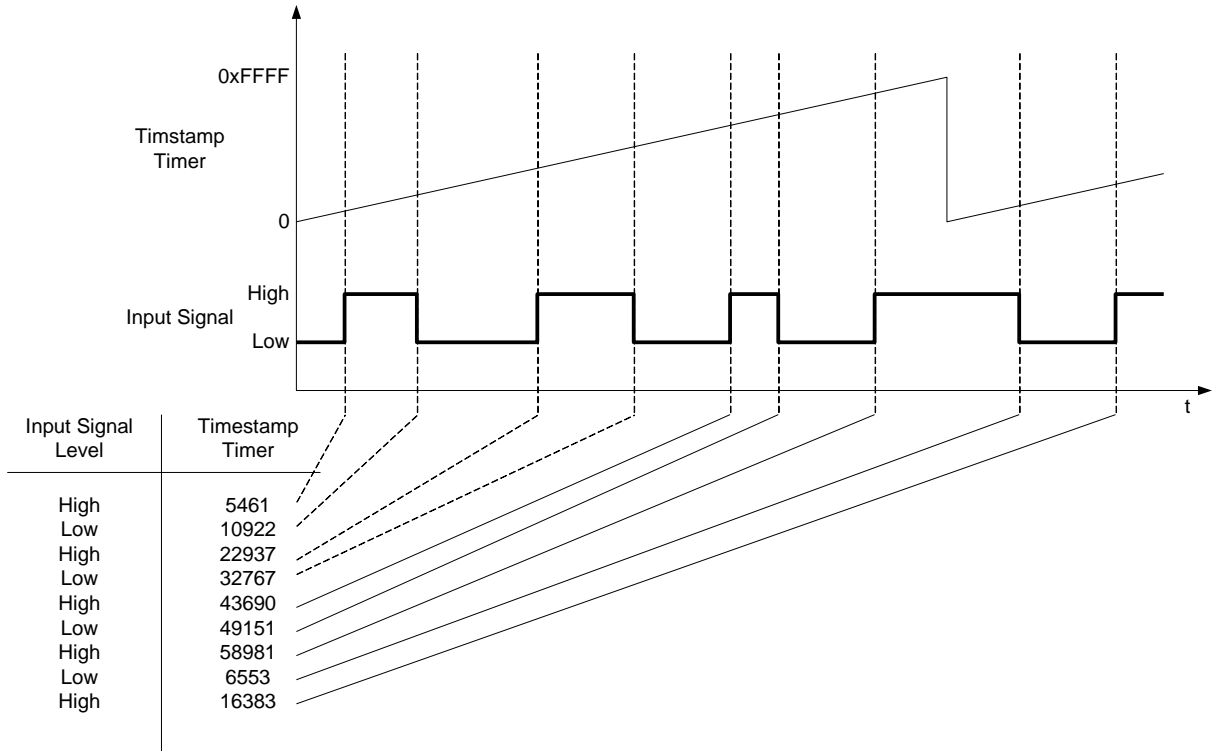 0xFFFF
Timstamp
Timer
0
High
Input Signal
Low
t
Input Signal
Level
Timestamp
Timer
High 5461
Low 10922
High 22937
Low 32767
High 43690
Low 49151
High 58981
Low 6553
High 16383